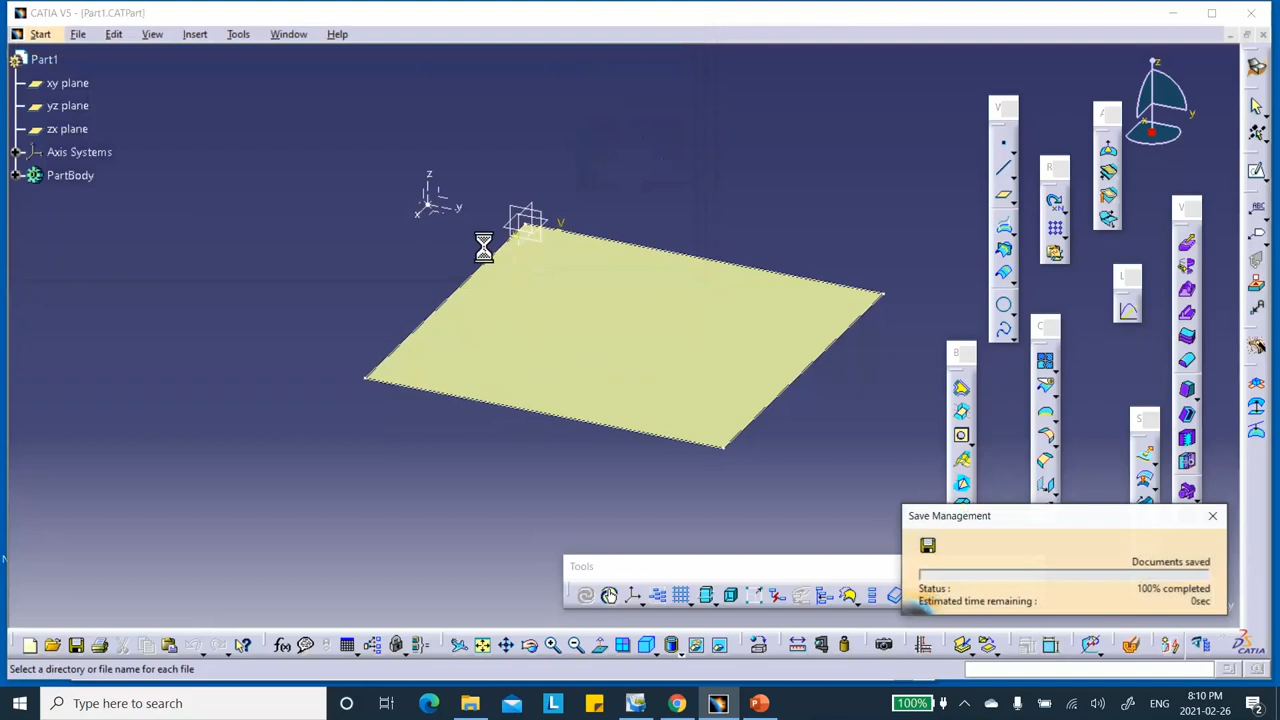 CATIA V5 - [Part1.CATPart]
Start File Edit View Insert Tools Window Help
Part1
xy plane
yz plane
zx plane
Axis Systems
PartBody
z
y
x
V
z
y
x
V
R
A
V
L
C
B
S
Save Management
Documents saved
Status : 100% completed
Estimated time remaining : 0sec
Tools
y
f(x)
CATIA
Select a directory or file name for each file
Type here to search
L
100%
ENG
8:10 PM
2021-02-26
2